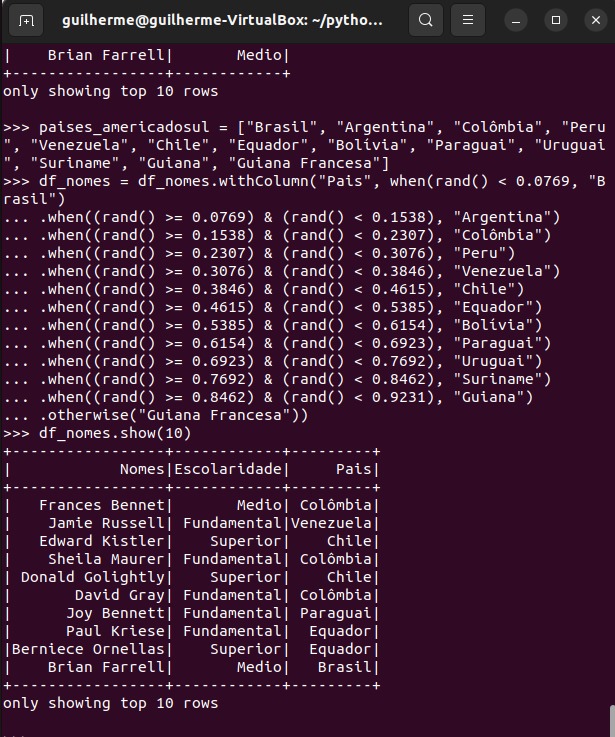 guilherme@guilherme-VirtualBox: ~/pytho...
|    Brian Farrell|       Medio|
+-----------------+------------+
only showing top 10 rows
>>> paises_americadosul = ["Brasil", "Argentina", "Colômbia", "Peru
", "Venezuela", "Chile", "Equador", "Bolívia", "Paraguai", "Uruguai
", "Suriname", "Guiana", "Guiana Francesa"]
>>> df_nomes = df_nomes.withColumn("Pais", when(rand() < 0.0769, "B
rasil")
... .when((rand() >= 0.0769) & (rand() < 0.1538), "Argentina")
... .when((rand() >= 0.1538) & (rand() < 0.2307), "Colômbia")
... .when((rand() >= 0.2307) & (rand() < 0.3076), "Peru")
... .when((rand() >= 0.3076) & (rand() < 0.3846), "Venezuela")
... .when((rand() >= 0.3846) & (rand() < 0.4615), "Chile")
... .when((rand() >= 0.4615) & (rand() < 0.5385), "Equador")
... .when((rand() >= 0.5385) & (rand() < 0.6154), "Bolívia")
... .when((rand() >= 0.6154) & (rand() < 0.6923), "Paraguai")
... .when((rand() >= 0.6923) & (rand() < 0.7692), "Uruguai")
... .when((rand() >= 0.7692) & (rand() < 0.8462), "Suriname")
... .when((rand() >= 0.8462) & (rand() < 0.9231), "Guiana")
... .otherwise("Guiana Francesa"))
>>> df_nomes.show(10)
+-----------------+------------+---------+
|            Nomes|Escolaridade|     Pais|
+-----------------+------------+---------+
|   Frances Bennet|       Medio| Colômbia|
|    Jamie Russell| Fundamental|Venezuela|
|   Edward Kistler|    Superior|    Chile|
|    Sheila Maurer| Fundamental| Colômbia|
| Donald Golightly|    Superior|    Chile|
|       David Gray| Fundamental| Colômbia|
|      Joy Bennett| Fundamental| Paraguai|
|      Paul Kriese| Fundamental|  Equador|
|Berniece Ornellas|    Superior|  Equador|
|    Brian Farrell|       Medio|   Brasil|
+-----------------+------------+---------+
only showing top 10 rows